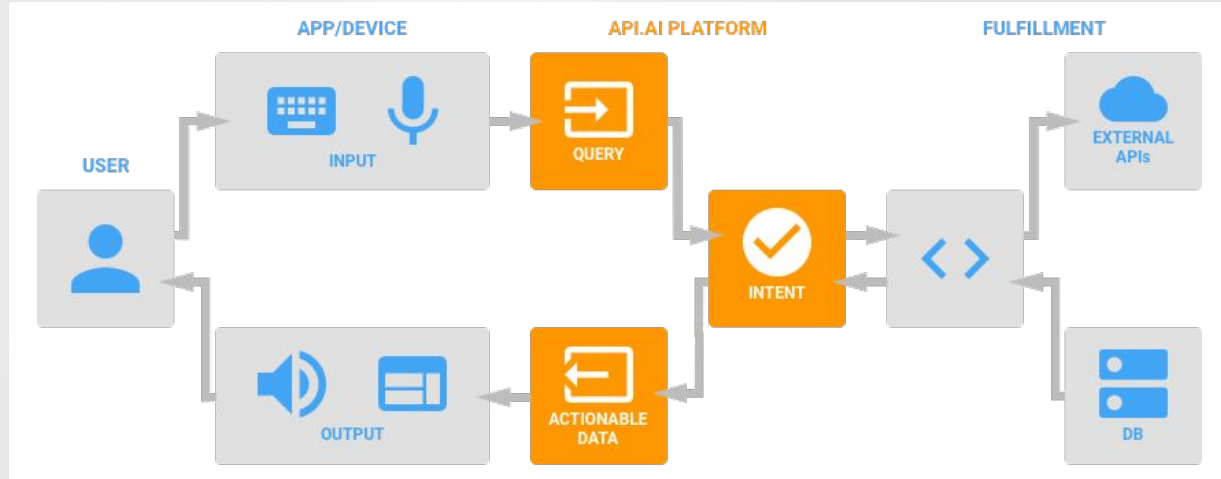 APP/DEVICE
API.AI PLATFORM
FULFILLMENT
USER
INPUT
QUERY
EXTERNAL
APIs
INTENT
OUTPUT
ACTIONABLE
DATA
DB